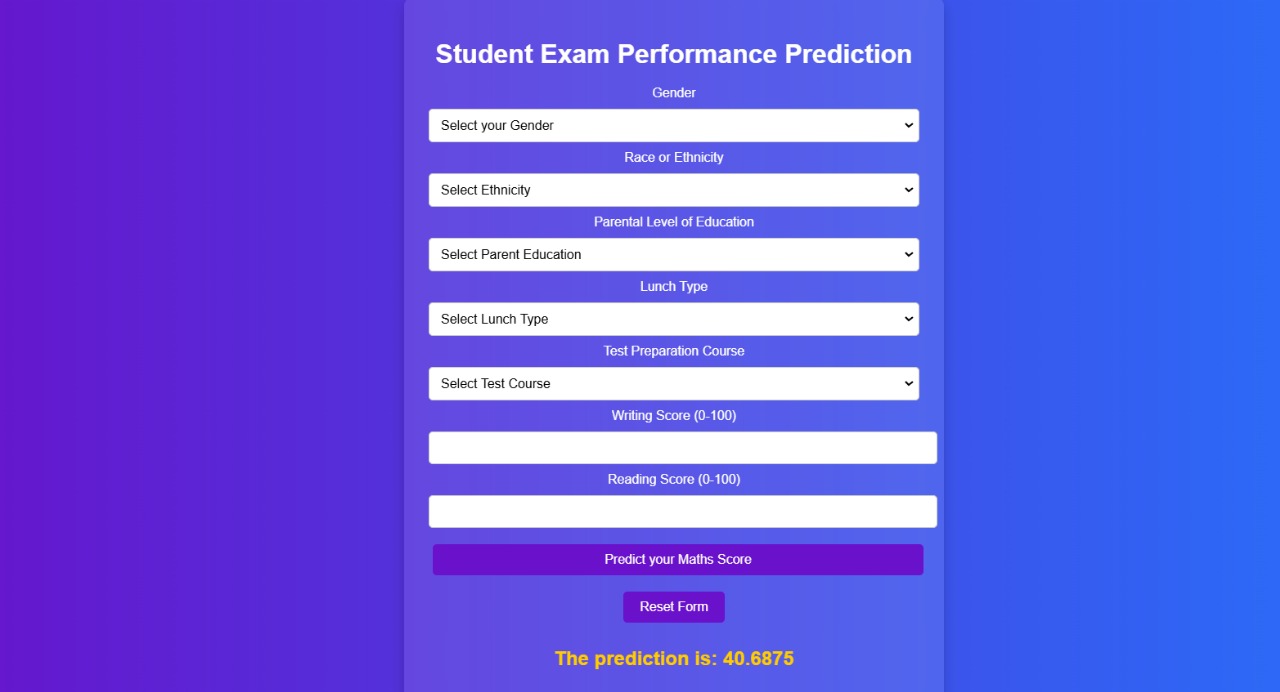 Student Exam Performance Prediction
Gender
Select your Gender
Race or Ethnicity
Select Ethnicity
Parental Level of Education
Select Parent Education
Lunch Type
Select Lunch Type
Test Preparation Course
Select Test Course
Writing Score (0-100)
Reading Score (0-100)
Predict your Maths Score
Reset Form
The prediction is: 40.6875